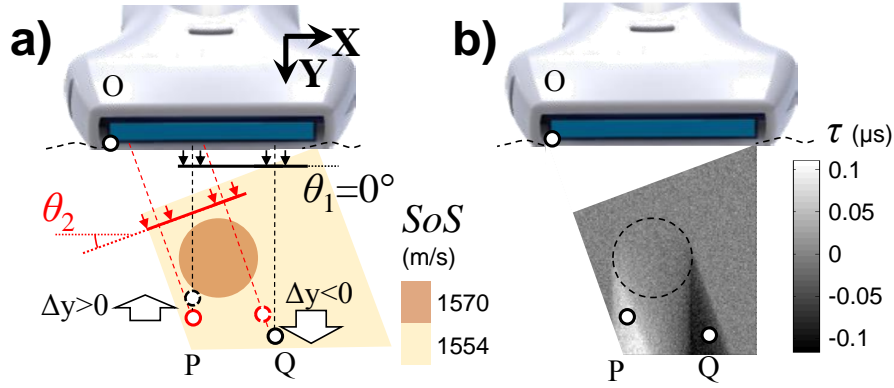 a)
O
X
Y
θ₁=0°
θ₂
SoS
(m/s)
1570
1554
Δy>0
Δy<0
P
Q
b)
O
τ (μs)
0.1
0.05
0
-0.05
-0.1
P
Q